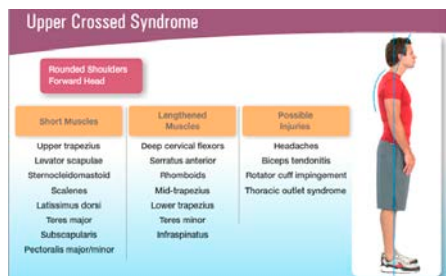 Upper Crossed Syndrome
Rounded Shoulders
Forward Head
Short Muscles
Upper trapezius
Levator scapulae
Sternocleidomastoid
Scalenes
Latissimus dorsi
Teres major
Subscapularis
Pectoralis major/minor
Lengthened
Muscles
Deep cervical flexors
Serratus anterior
Rhomboids
Mid-trapezius
Lower trapezius
Teres minor
Infraspinatus
Possible
Injuries
Headaches
Biceps tendonitis
Rotator cuff impingement
Thoracic outlet syndrome